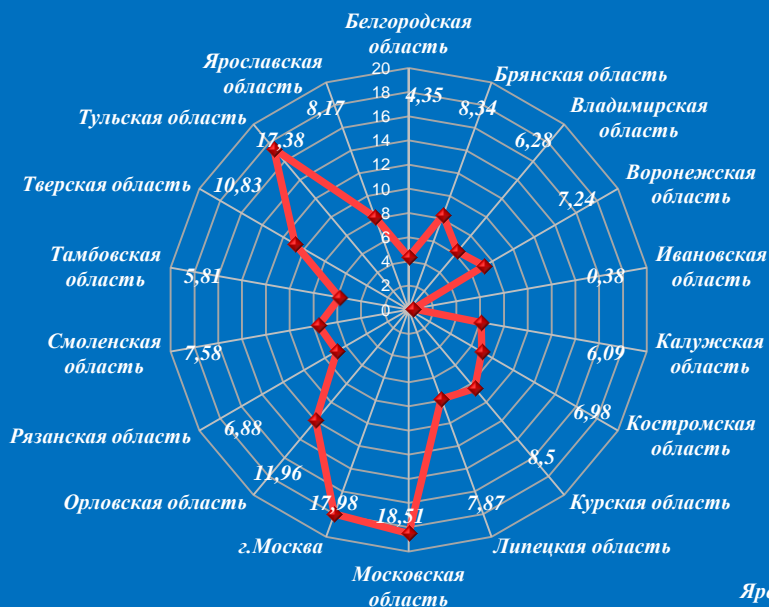 Белгородская
область
4,35
Брянская область
8,34
Владимирская
область
6,28
Воронежская
область
7,24
Ивановская
область
0,38
Калужская
область
6,09
Костромская
область
6,98
Курская область
8,5
Липецкая область
7,87
Московская
область
18,51
г.Москва
17,98
Орловская область
11,96
Рязанская область
6,88
Смоленская
область
7,58
Тамбовская
область
5,81
Тверская область
10,83
Тульская область
17,38
Ярославская
область
8,17
20
18
16
14
12
10
8
6
4
2
0
Яро